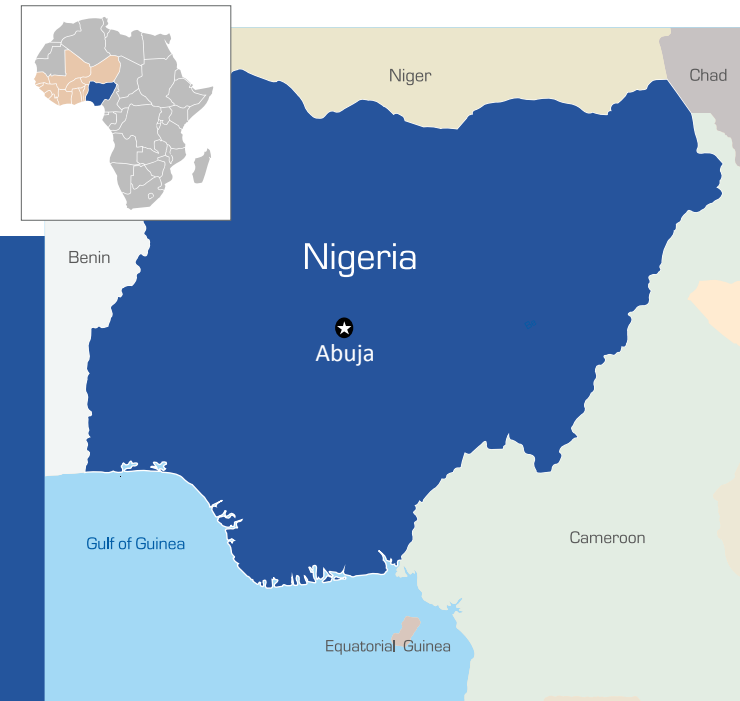 Niger
Chad
Nigeria
Benin
Abuja
Gulf of Guinea
Cameroon
Equatorial Guinea